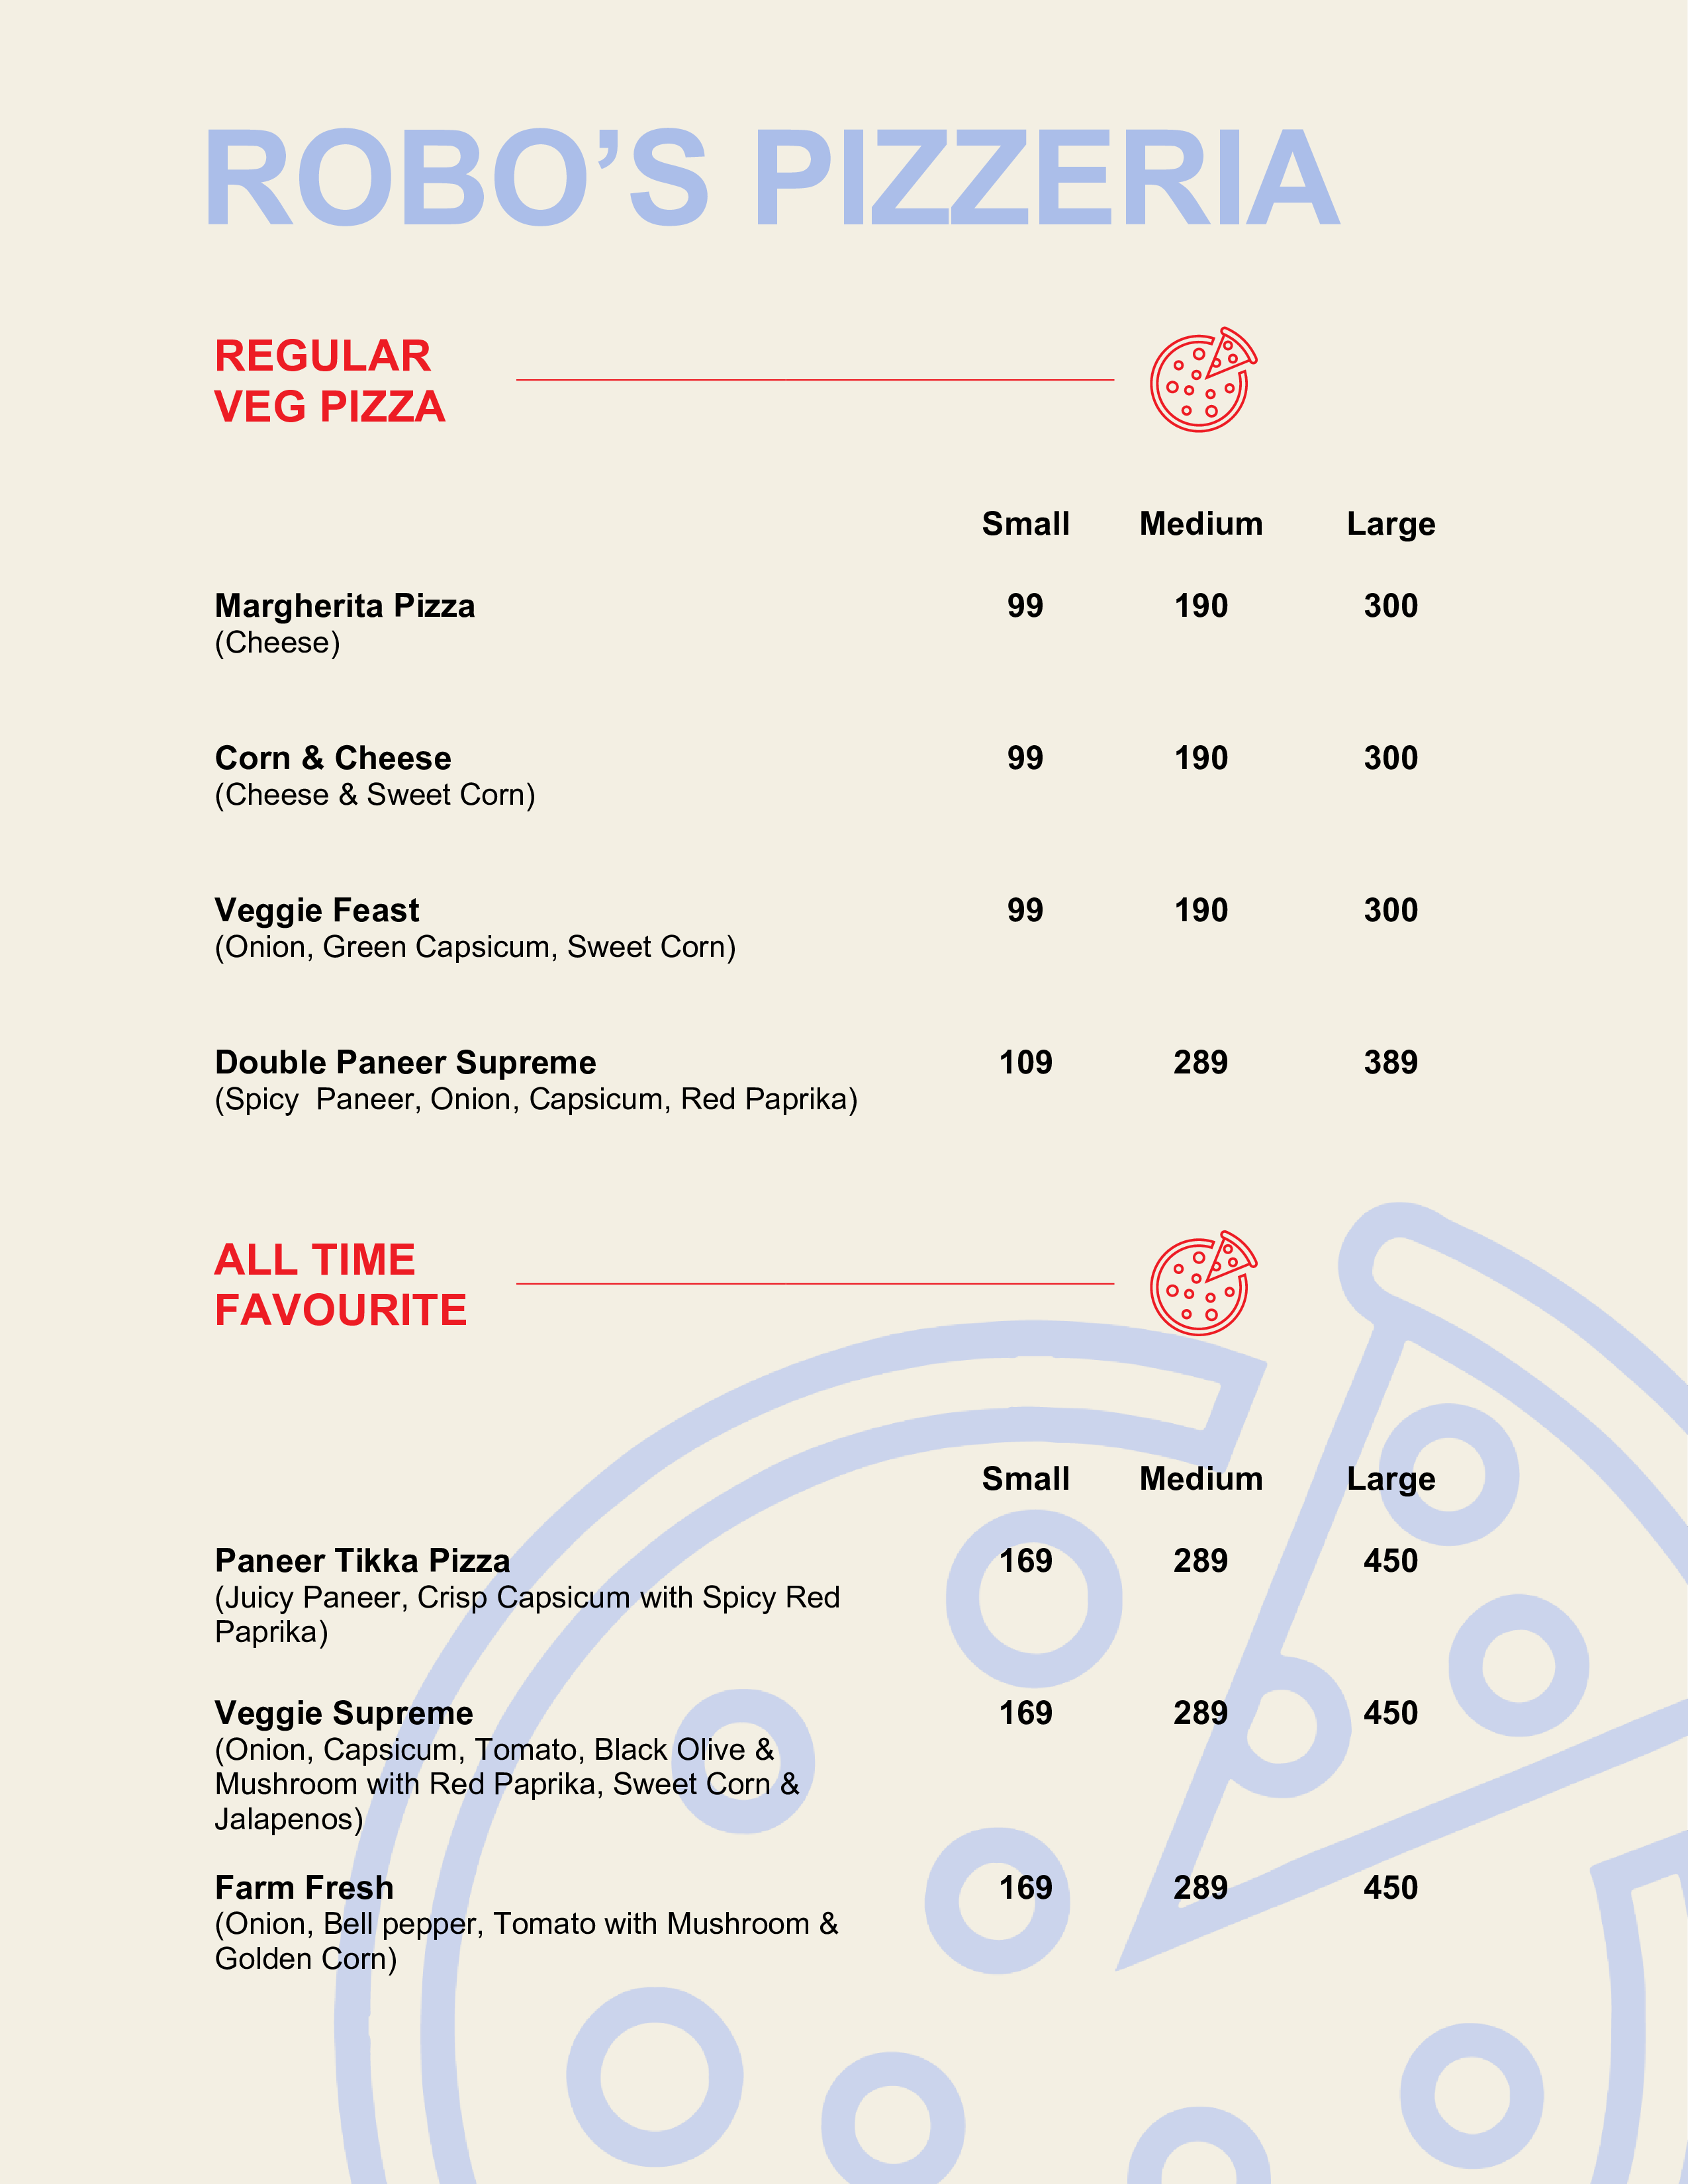 ROBO’S PIZZERIA
REGULAR
VEG PIZZA
Small Medium Large
Margherita Pizza 99 190 300
(Cheese)
Corn & Cheese 99 190 300
(Cheese & Sweet Corn)
Veggie Feast 99 190 300
(Onion, Green Capsicum, Sweet Corn)
Double Paneer Supreme 109 289 389
(Spicy  Paneer, Onion, Capsicum, Red Paprika)
ALL TIME
FAVOURITE
Small Medium Large
Paneer Tikka Pizza 169 289 450
(Juicy Paneer, Crisp Capsicum with Spicy Red
Paprika)
Veggie Supreme 169 289 450
(Onion, Capsicum, Tomato, Black Olive &
Mushroom with Red Paprika, Sweet Corn &
Jalapenos)
Farm Fresh 169 289 450
(Onion, Bell pepper, Tomato with Mushroom &
Golden Corn)